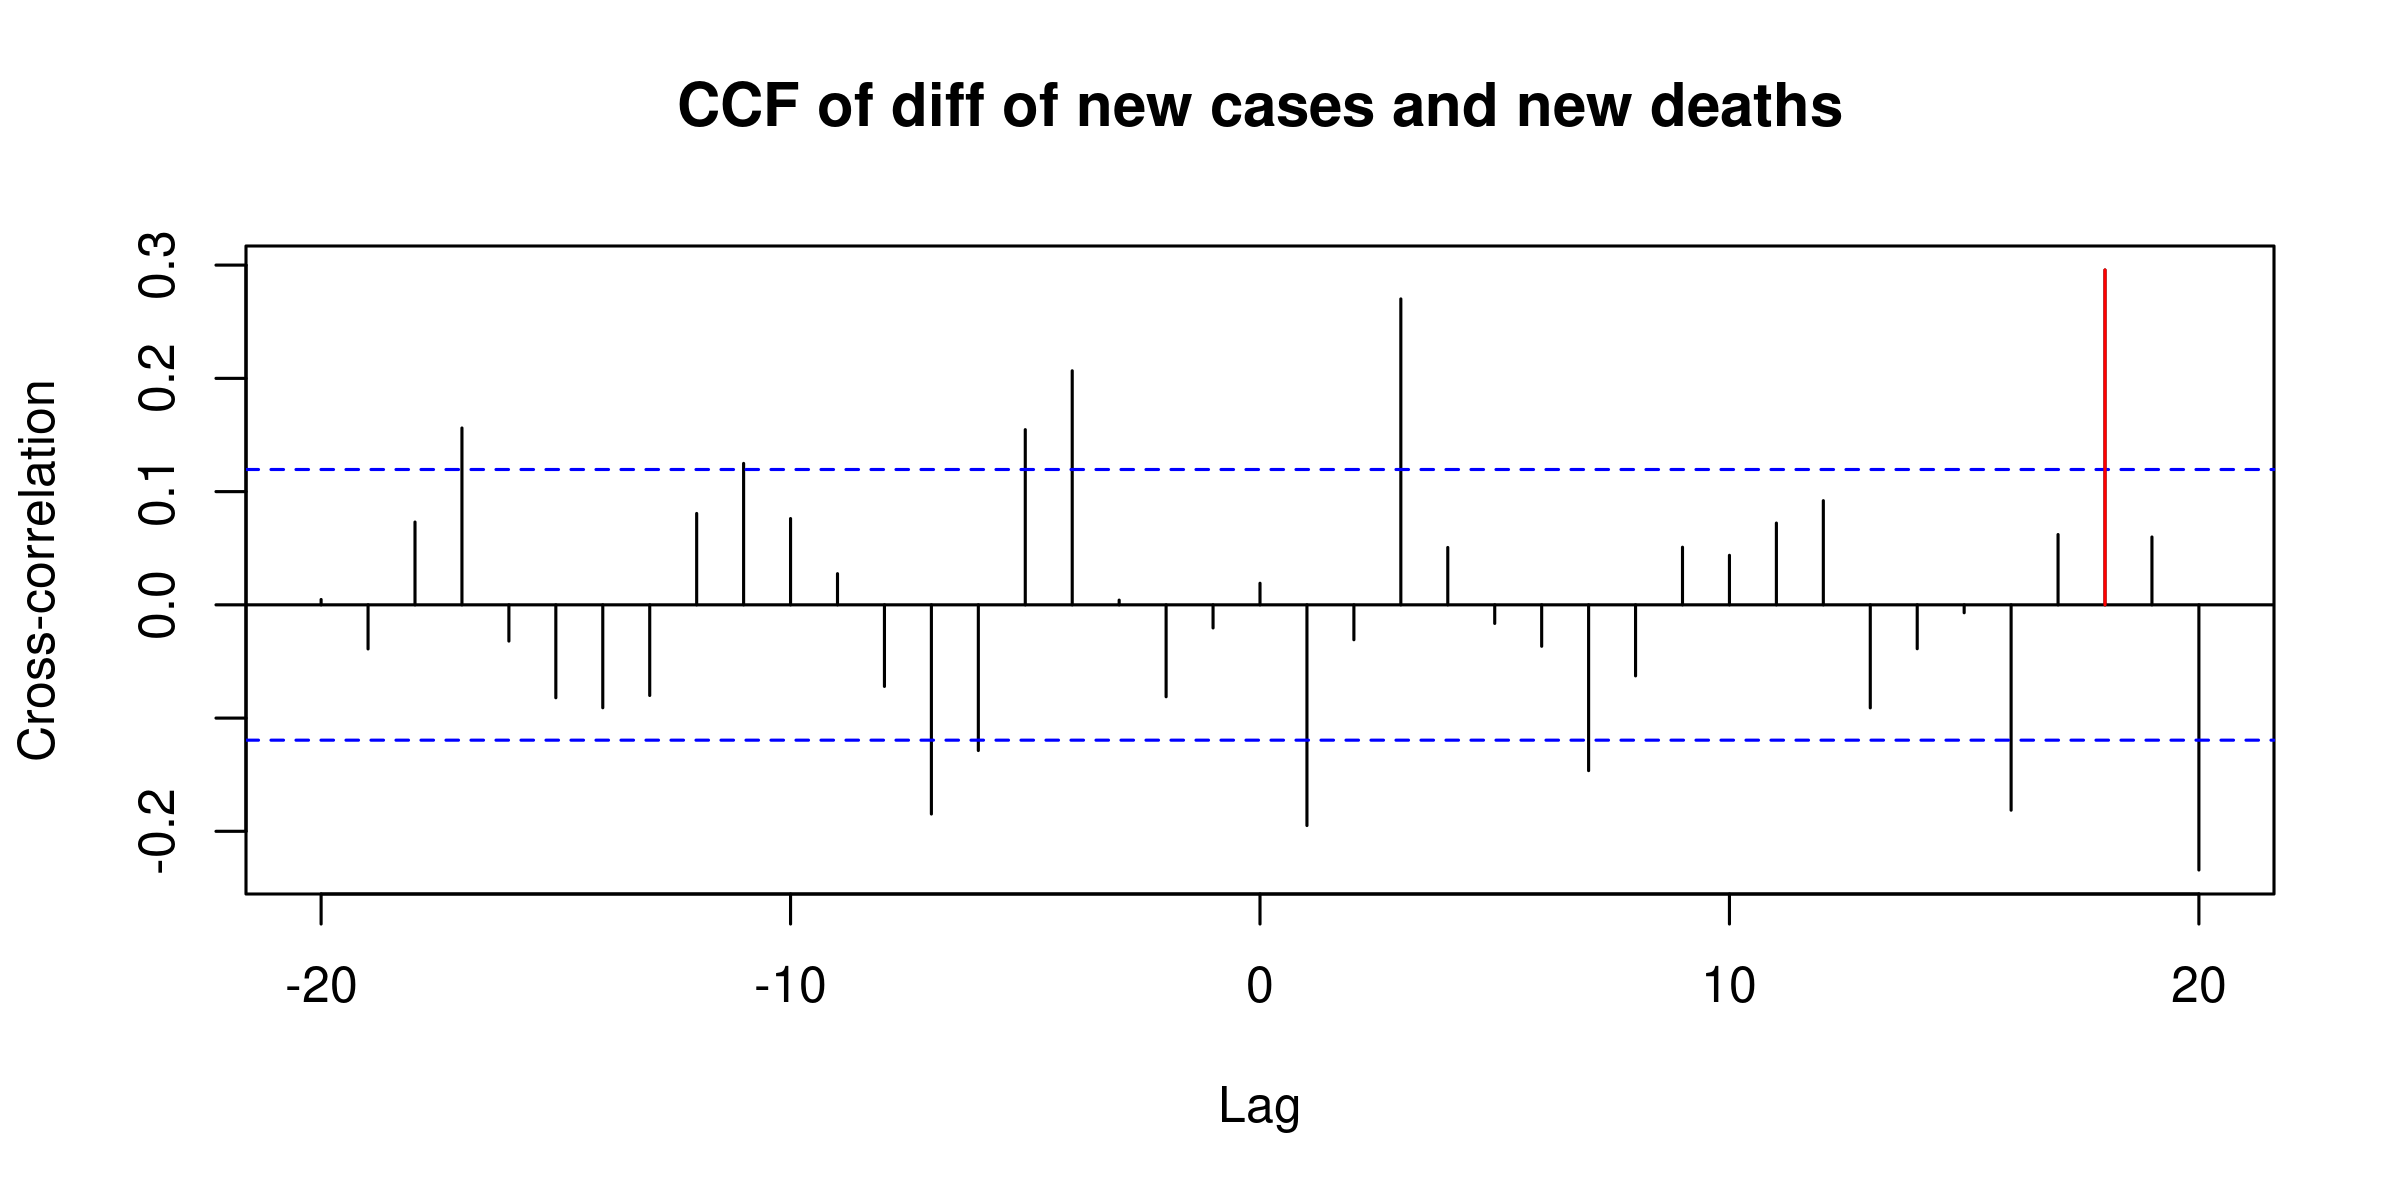 CCF of diff of new cases and new deaths
Cross-correlation
0.3
0.2
0.1
0.0
-0.2
-20 -10 0 10 20
Lag